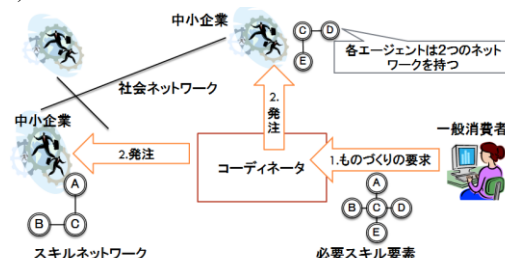 中小企業
C
D
E
各エージェントは2つのネット
ワークを持つ
中小企業
社会ネットワーク
2.
発
注
一般消費者
2.発注
コーディネータ
1.ものづくりの要求
A
B
C
スキルネットワーク
A
B
C
D
E
必要スキル要素